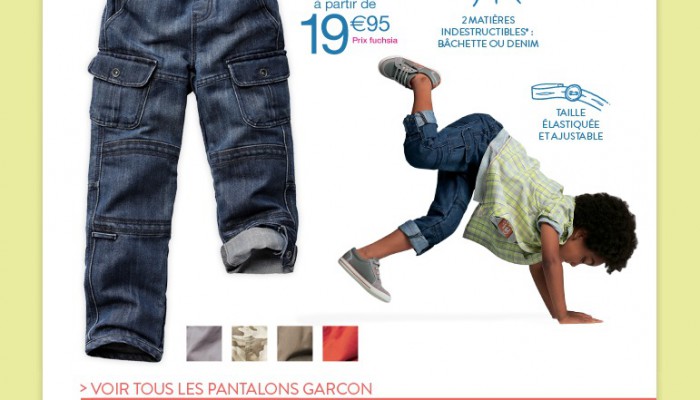 à partir de
19€95
Prix fuchsia
2 MATIÈRES
INDESTRUCTIBLES* :
BÂCHETTE OU DENIM
TAILLE
ÉLASTIQUÉE
ET AJUSTABLE
> VOIR TOUS LES PANTALONS GARCON